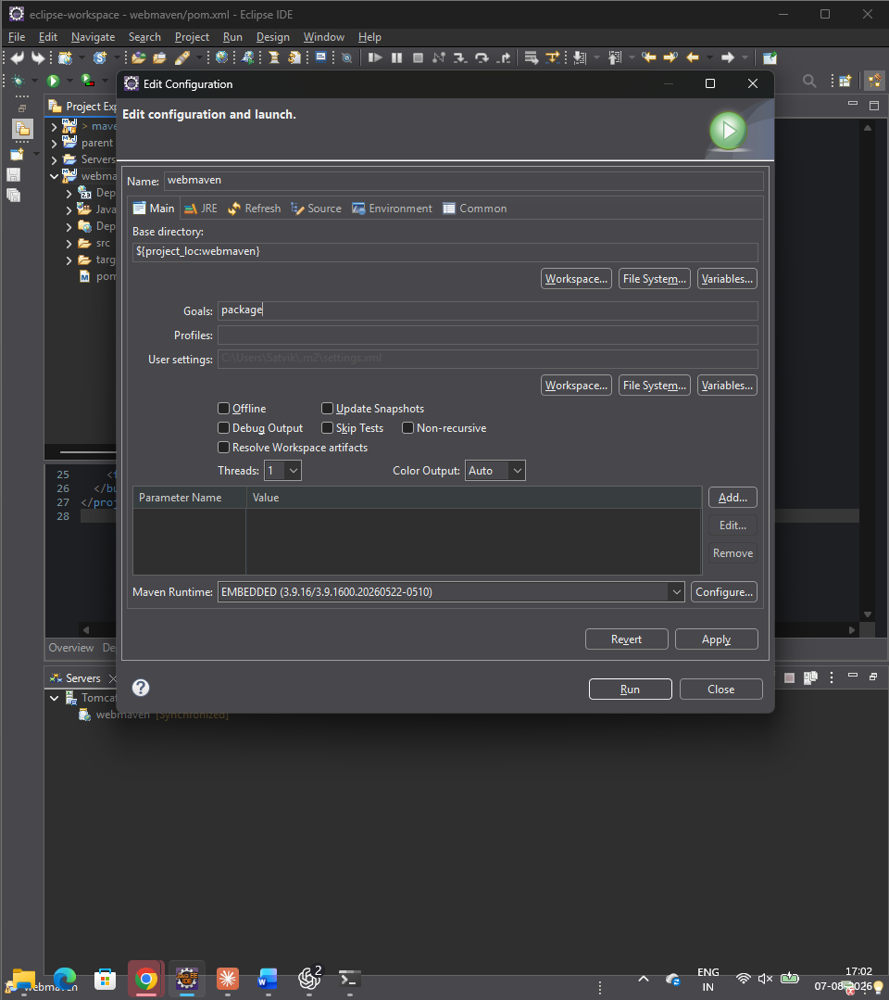 eclipse-workspace - webmaven/pom.xml - Eclipse IDE
File Edit Navigate Search Project Run Design Window Help
Edit Configuration
Edit configuration and launch.
Project Exp
> mave
parent
Servers
webma
Dep
Java
Dep
src
targ
pom
Name: webmaven
Main JRE Refresh Source Environment Common
Base directory:
${project_loc:webmaven}
Workspace... File System... Variables...
Goals: package
Profiles:
User settings: C:\Users\Satvik\.m2\settings.xml
Workspace... File System... Variables...
Offline Update Snapshots
Debug Output Skip Tests Non-recursive
Resolve Workspace artifacts
Threads: 1 Color Output: Auto
Parameter Name Value
Add...
Edit...
Remove
Maven Runtime: EMBEDDED (3.9.16/3.9.1600.20260522-0510) Configure...
Revert Apply
Run Close
25 <f
26 </bu
27 </proj
28
Overview De
Servers
Tomca
webmaven [Synchronized]
webmaven
2
ENG
IN
17:02
07-08-2026